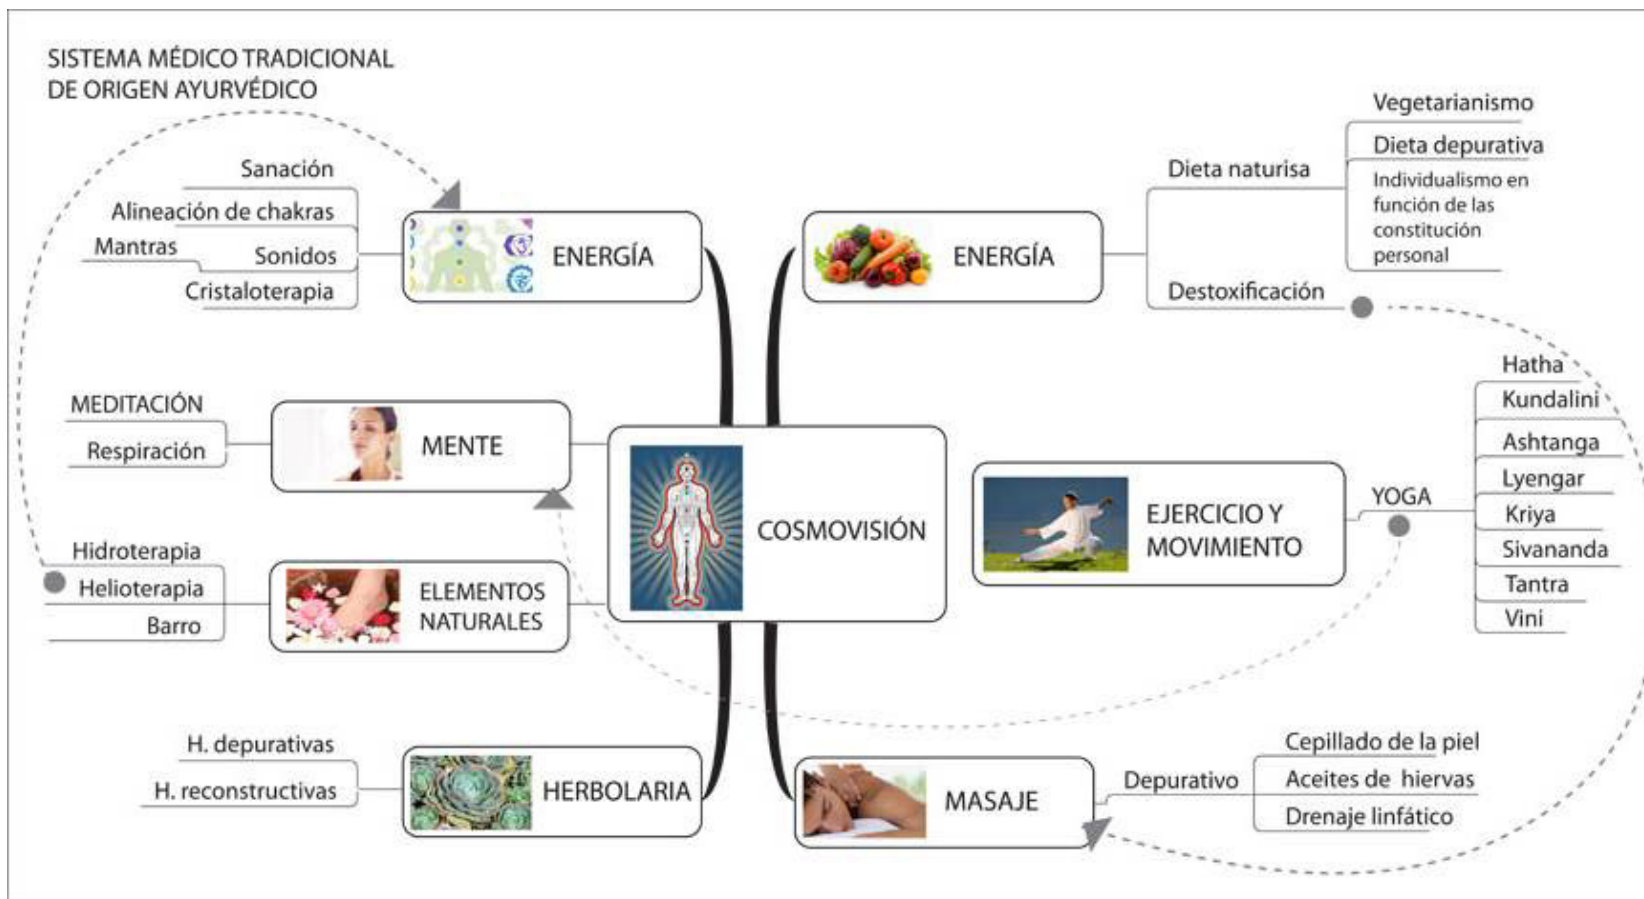 SISTEMA MÉDICO TRADICIONAL
DE ORIGEN AYURVÉDICO
Sanación
Alineación de chakras
Mantras
Sonidos
Cristaloterapia
ENERGÍA
MEDITACIÓN
Respiración
MENTE
Hidroterapia
Helioterapia
Barro
ELEMENTOS
NATURALES
H. depurativas
H. reconstructivas
HERBOLARIA
COSMOVISIÓN
ENERGÍA
Dieta naturisa
Vegetarianismo
Dieta depurativa
Individualismo en
función de las
constitución
personal
Destoxificación
EJERCICIO Y
MOVIMIENTO
YOGA
Hatha
Kundalini
Ashtanga
Lyengar
Kriya
Sivananda
Tantra
Vini
MASAJE
Depurativo
Cepillado de la piel
Aceites de hiervas
Drenaje linfático